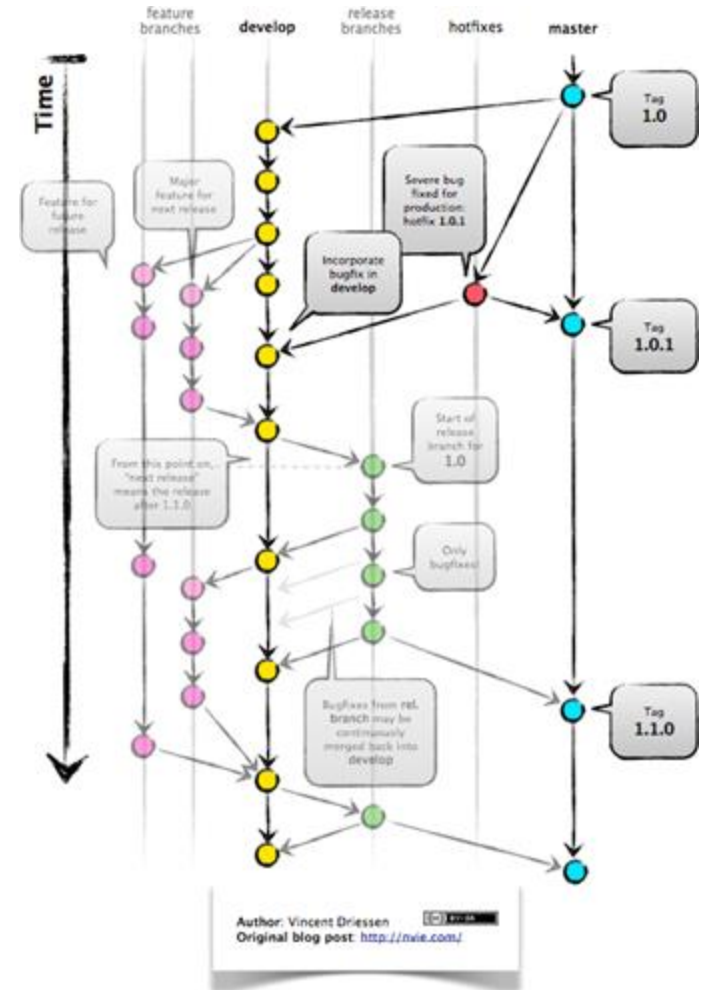 feature
branches
develop
release
branches
hotfixes
master
Time
Tag
1.0
Feature for
future
release
Major
feature for
next release
Severe bug
fixed for
production:
hotfix 1.0.1
Incorporate
bugfix in
develop
Tag
1.0.1
Start of
release
branch for
1.0
From this point on,
"next release"
means the release
after 1.1.0
Only
bugfixes!
Bugfixes from rel.
branch may be
continuously
merged back into
develop
Tag
1.1.0
Author: Vincent Driessen
Original blog post: http://nvie.com/
cc BY-SA